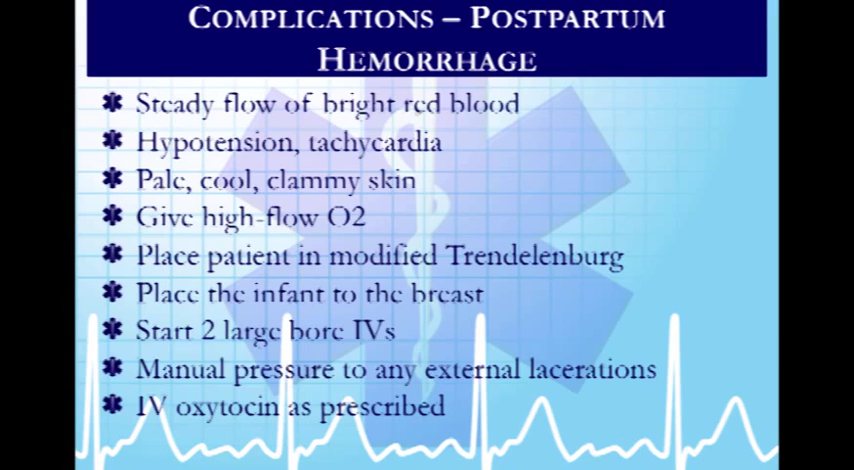 COMPLICATIONS – POSTPARTUM
HEMORRHAGE
Steady flow of bright red blood
Hypotension, tachycardia
Pale, cool, clammy skin
Give high-flow O2
Place patient in modified Trendelenburg
Place the infant to the breast
Start 2 large bore IVs
Manual pressure to any external lacerations
IV oxytocin as prescribed